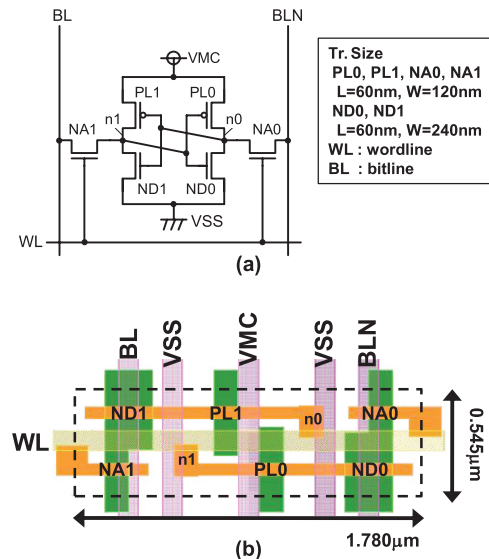 BL
BLN
VMC
PL1
PL0
n1
n0
NA1
NA0
ND1
ND0
VSS
WL
(a)
Tr. Size
PL0, PL1, NA0, NA1
L=60nm, W=120nm
ND0, ND1
L=60nm, W=240nm
WL : wordline
BL : bitline
BL
VSS
VMC
VSS
BLN
ND1
PL1
n0
NA0
WL
NA1
n1
PL0
ND0
0.545μm
1.780μm
(b)